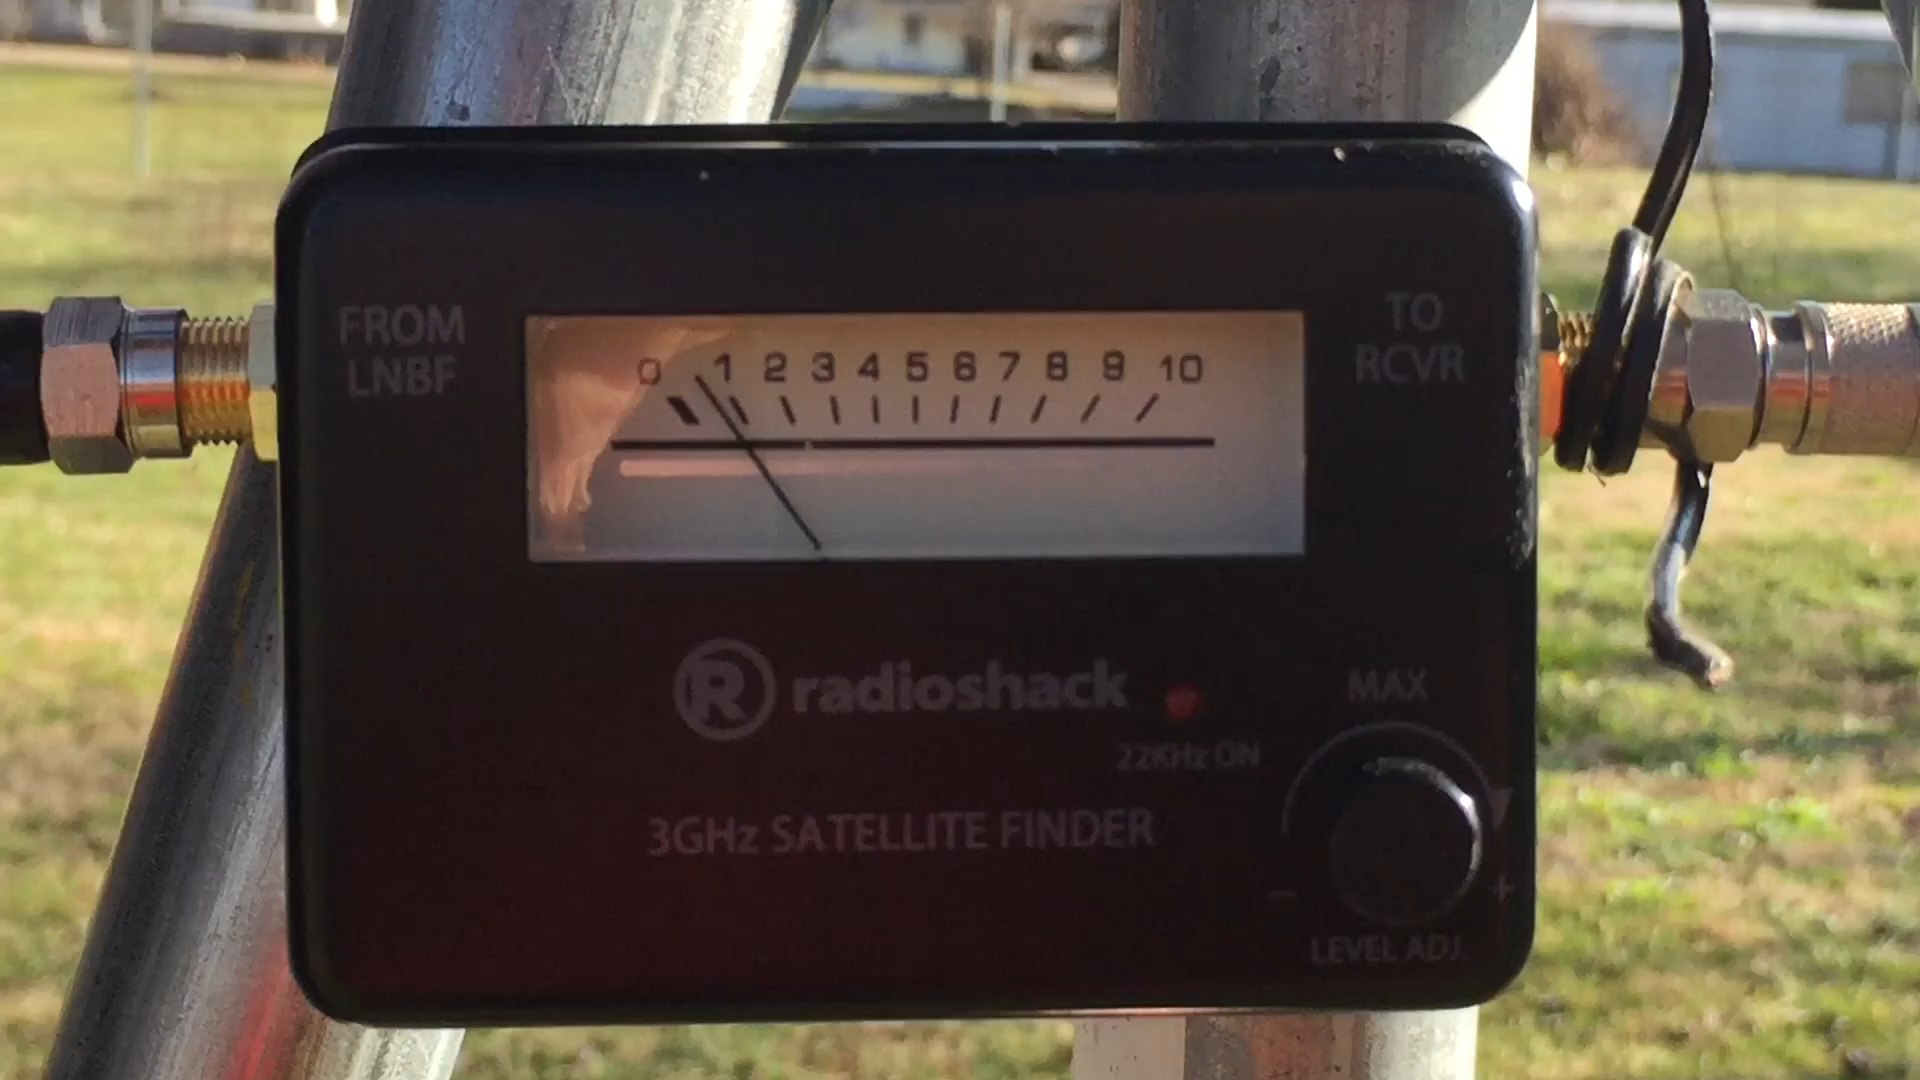 FROM
LNBF
TO
RCVR
0 1 2 3 4 5 6 7 8 9 10
R radioshack
22KHz ON
MAX
3GHz SATELLITE FINDER
- +
LEVEL ADJ.